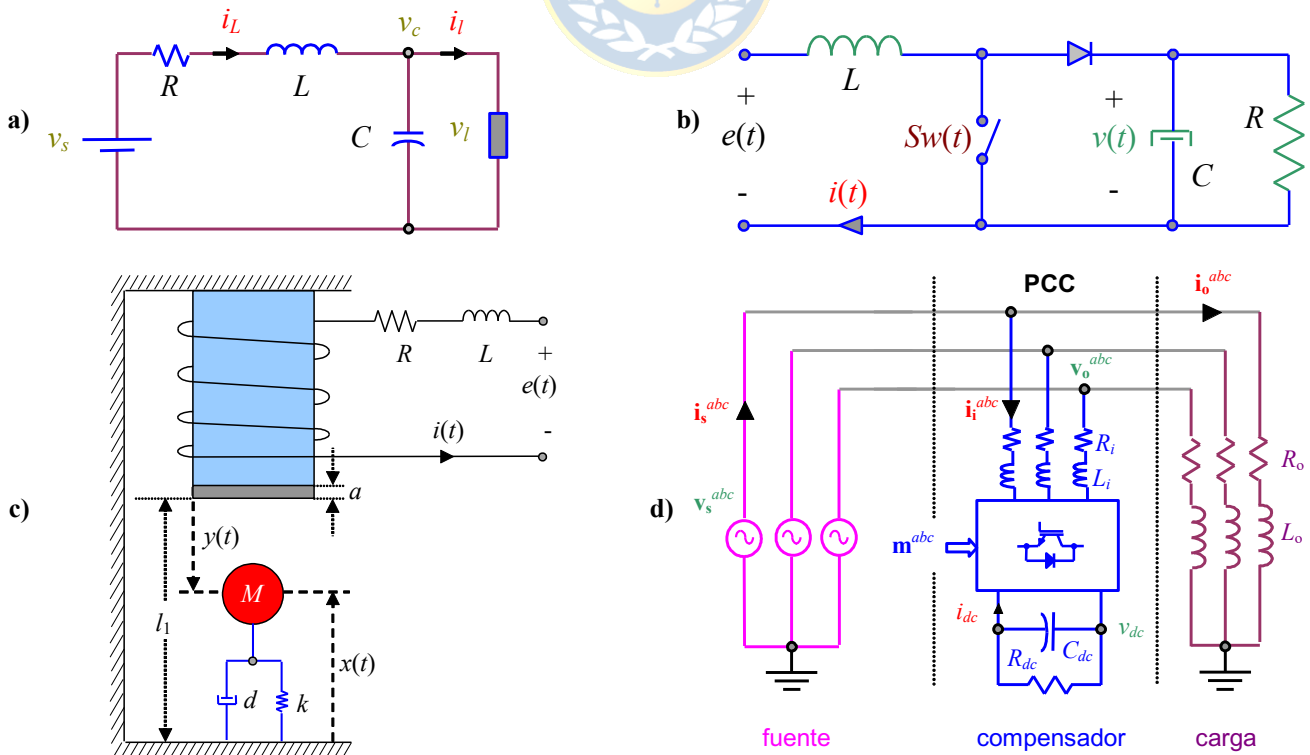 a)
i_L
v_c
i_l
R
L
v_s
C
v_l
b)
L
+
e(t)
-
Sw(t)
+
v(t)
-
C
R
i(t)
c)
R
L
+
e(t)
-
i(t)
a
y(t)
M
l_1
d
k
x(t)
d)
PCC
i_o^abc
v_o^abc
i_s^abc
i_i^abc
R_i
L_i
v_s^abc
m^abc
R_o
L_o
i_dc
v_dc
C_dc
R_dc
fuente
compensador
carga